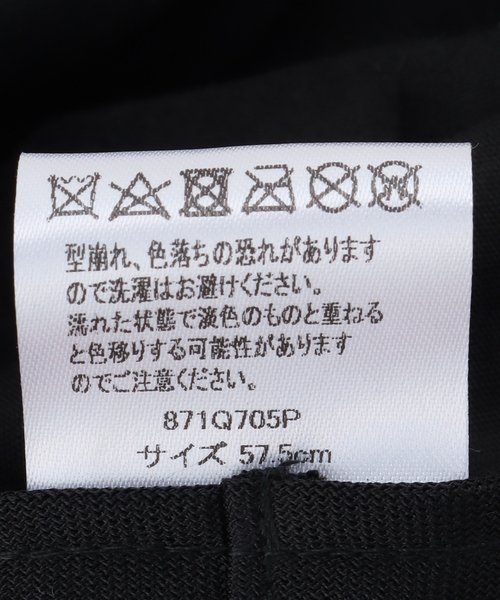 型崩れ、色落ちの恐れがあります
ので洗濯はお避けください。
濡れた状態で淡色のものと重ねる
と色移りする可能性があります
のでご注意ください。
871Q705P
サイズ 57.5cm